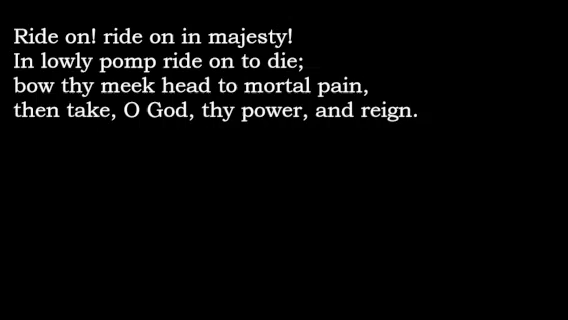 Ride on! ride on in majesty!
In lowly pomp ride on to die;
bow thy meek head to mortal pain,
then take, O God, thy power, and reign.